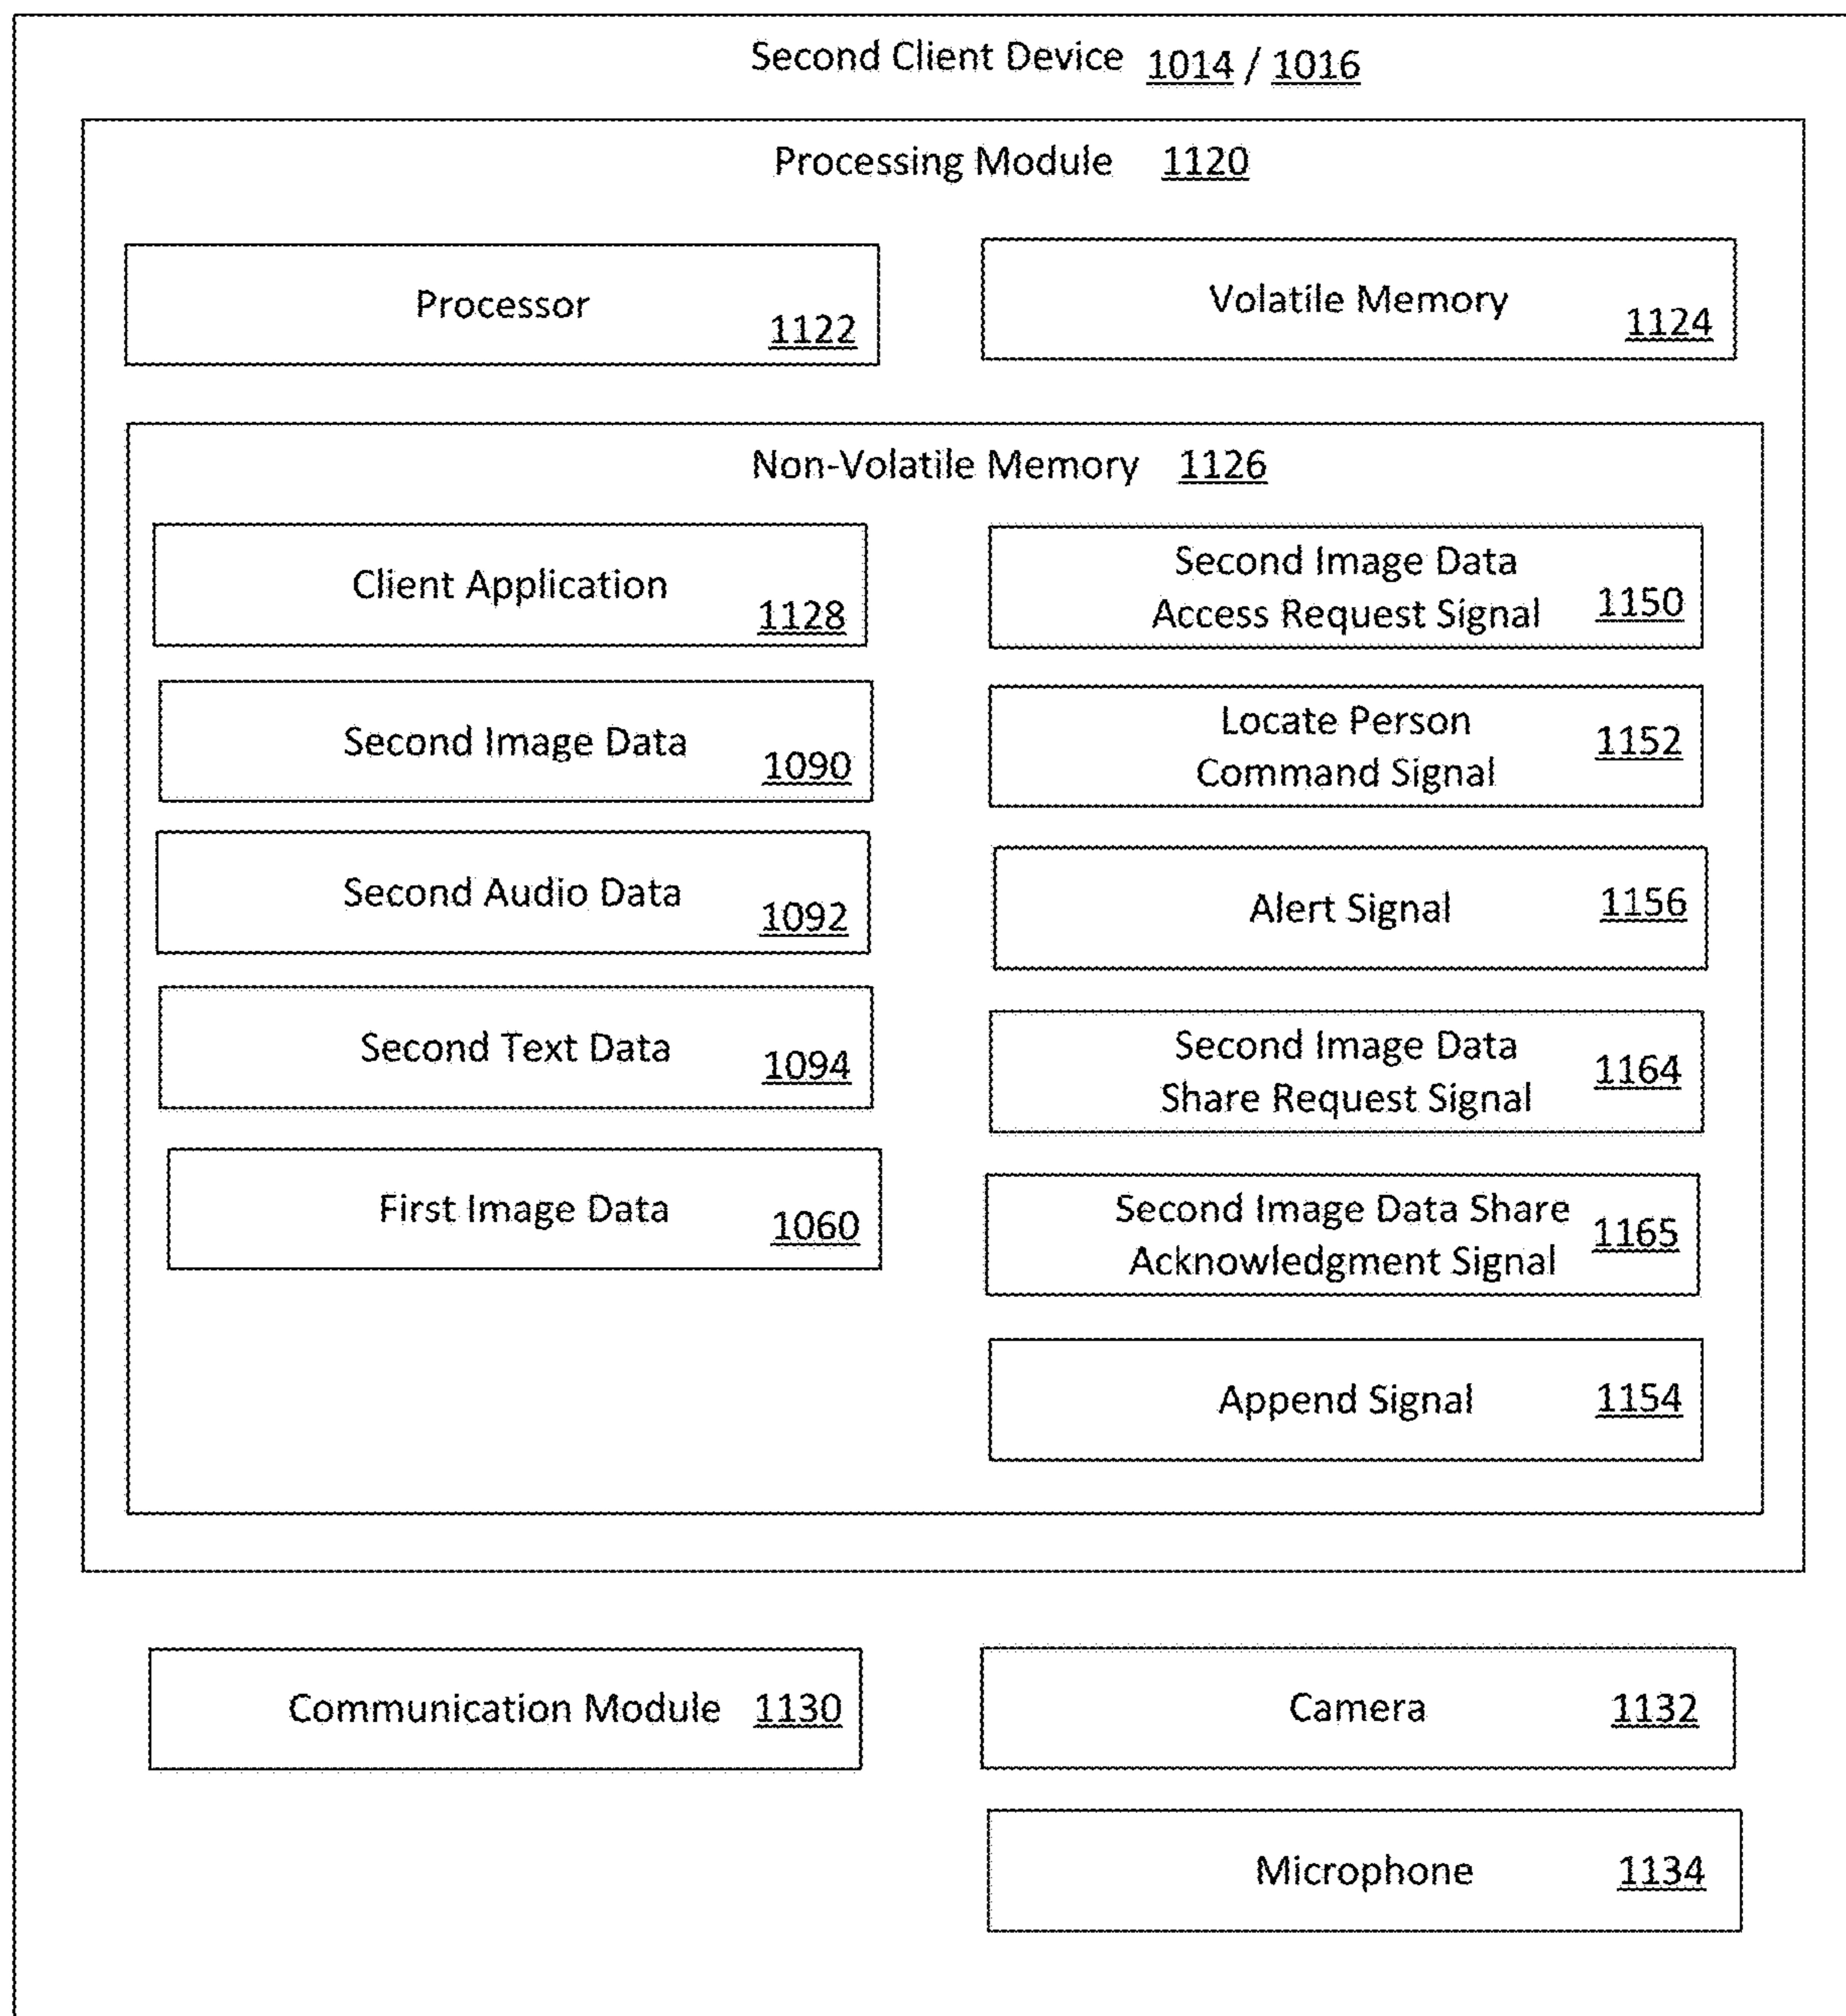 Second Client Device 1014 / 1016
Processing Module 1120
Processor 1122
Volatile Memory 1124
Non-Volatile Memory 1126
Client Application 1128
Second Image Data 1090
Second Audio Data 1092
Second Text Data 1094
First Image Data 1060
Second Image Data
Access Request Signal 1150
Locate Person
Command Signal 1152
Alert Signal 1156
Second Image Data
Share Request Signal 1164
Second Image Data Share
Acknowledgment Signal 1165
Append Signal 1154
Communication Module 1130
Camera 1132
Microphone 1134